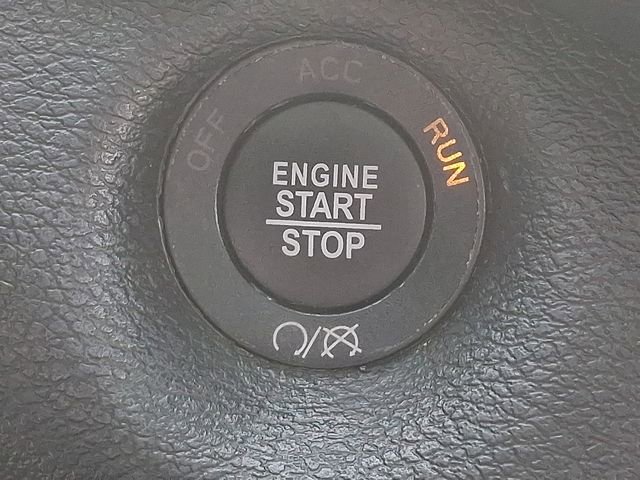 ACC
OFF
RUN
ENGINE
START
STOP